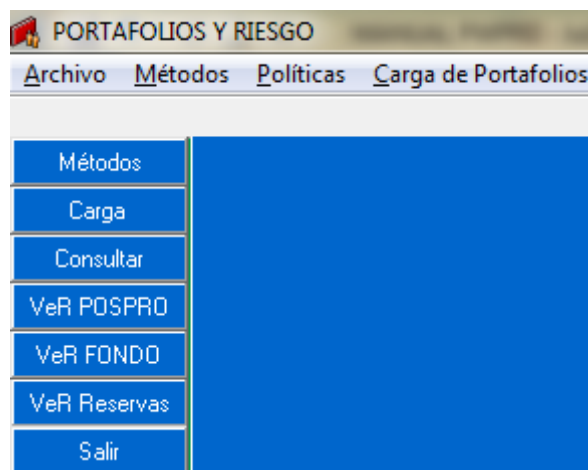 PORTAFOLIOS Y RIESGO
Archivo Métodos Políticas Carga de Portafolios
Métodos
Carga
Consultar
VeR POSPRO
VeR FONDO
VeR Reservas
Salir